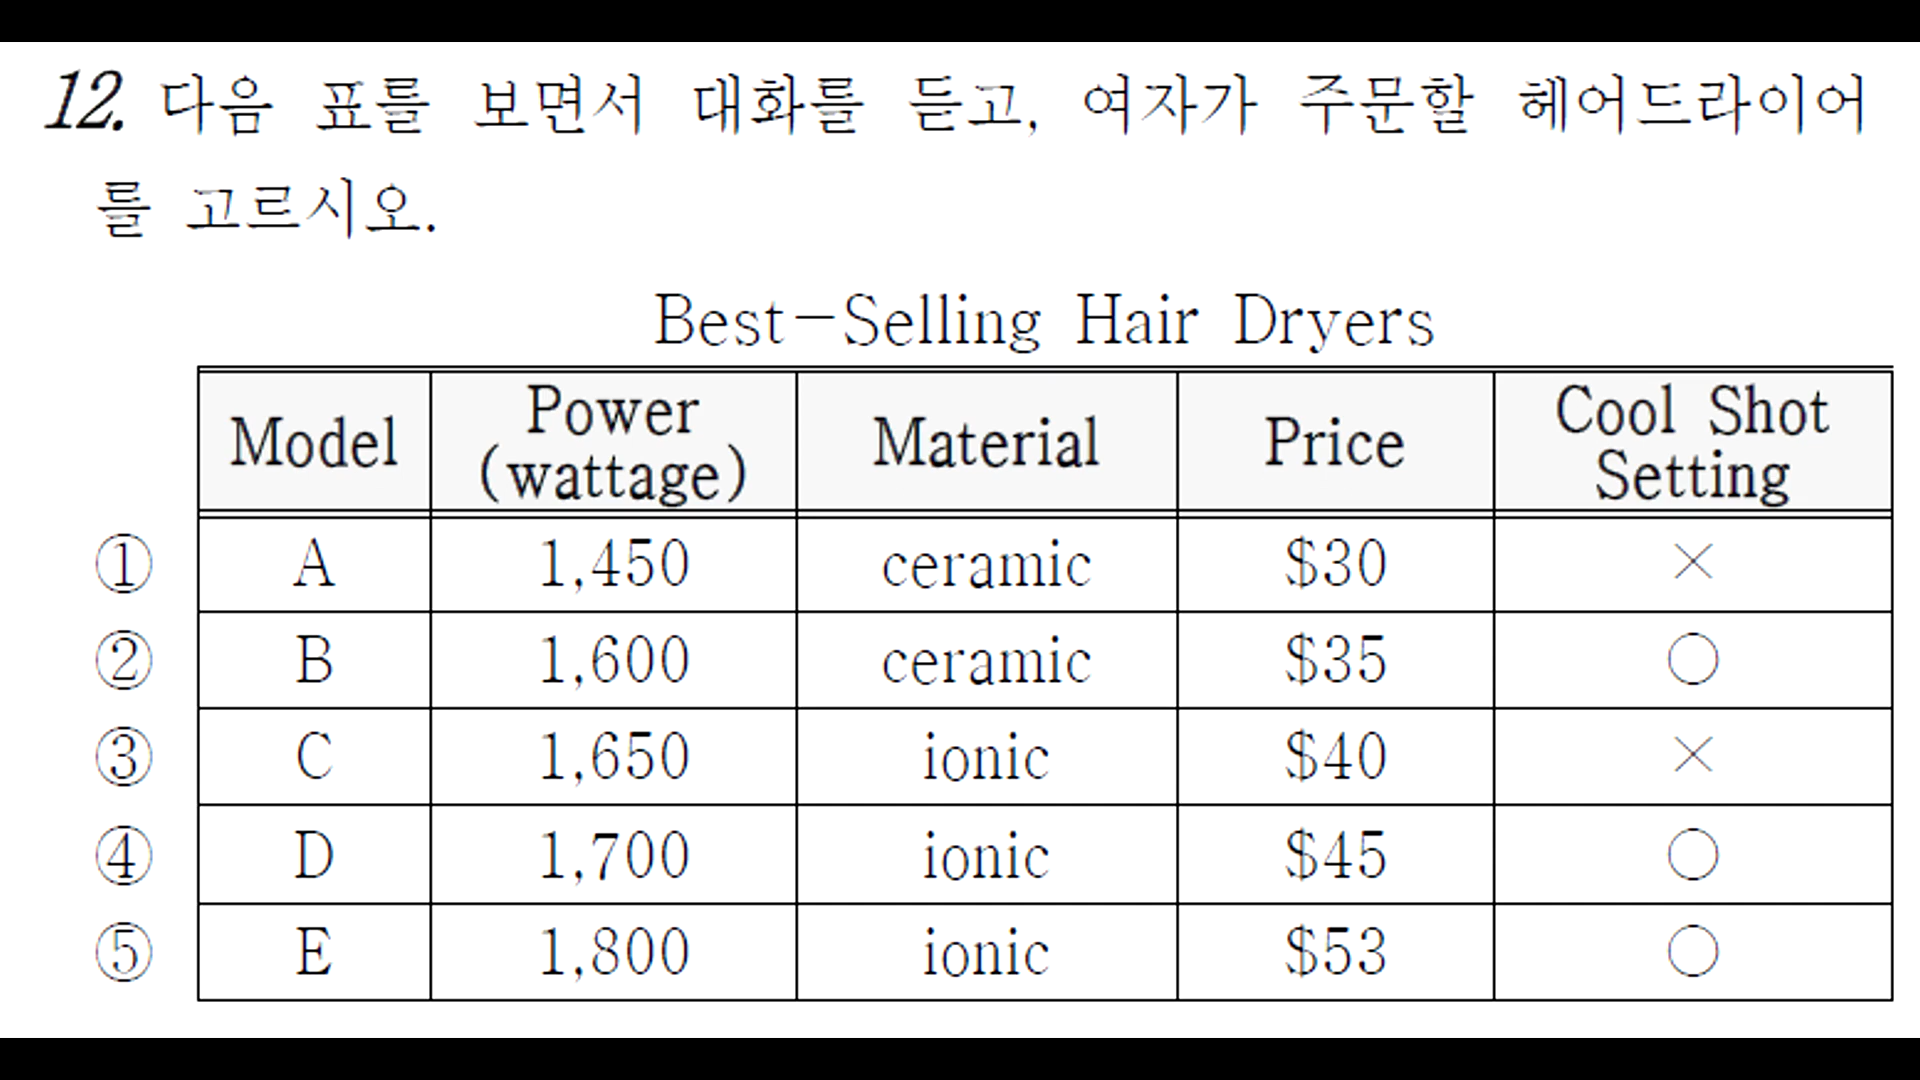 12. 다음 표를 보면서 대화를 듣고, 여자가 주문할 헤어드라이어
를 고르시오.
Best-Selling Hair Dryers
Model Power (wattage) Material Price Cool Shot Setting
① A 1,450 ceramic $30 ×
② B 1,600 ceramic $35 ○
③ C 1,650 ionic $40 ×
④ D 1,700 ionic $45 ○
⑤ E 1,800 ionic $53 ○